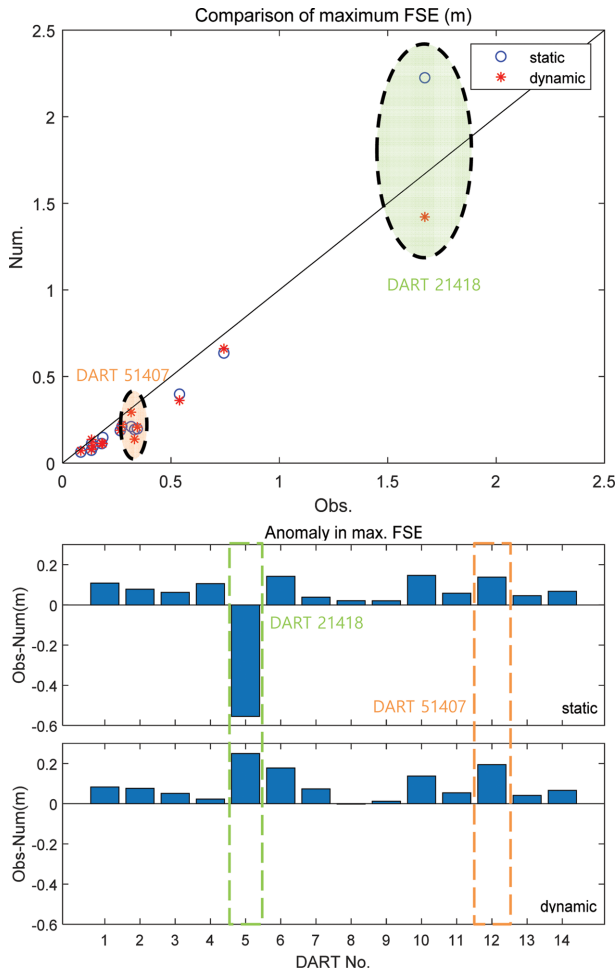 Comparison of maximum FSE (m)
2.5
2
1.5
1
0.5
0
Num.
static
dynamic
DART 21418
DART 51407
0 0.5 1 1.5 2 2.5
Obs.
Anomaly in max. FSE
0.2
0
-0.2
-0.4
-0.6
Obs-Num(m)
DART 21418
DART 51407
static
0.2
0
-0.2
-0.4
-0.6
Obs-Num(m)
dynamic
1 2 3 4 5 6 7 8 9 10 11 12 13 14
DART No.